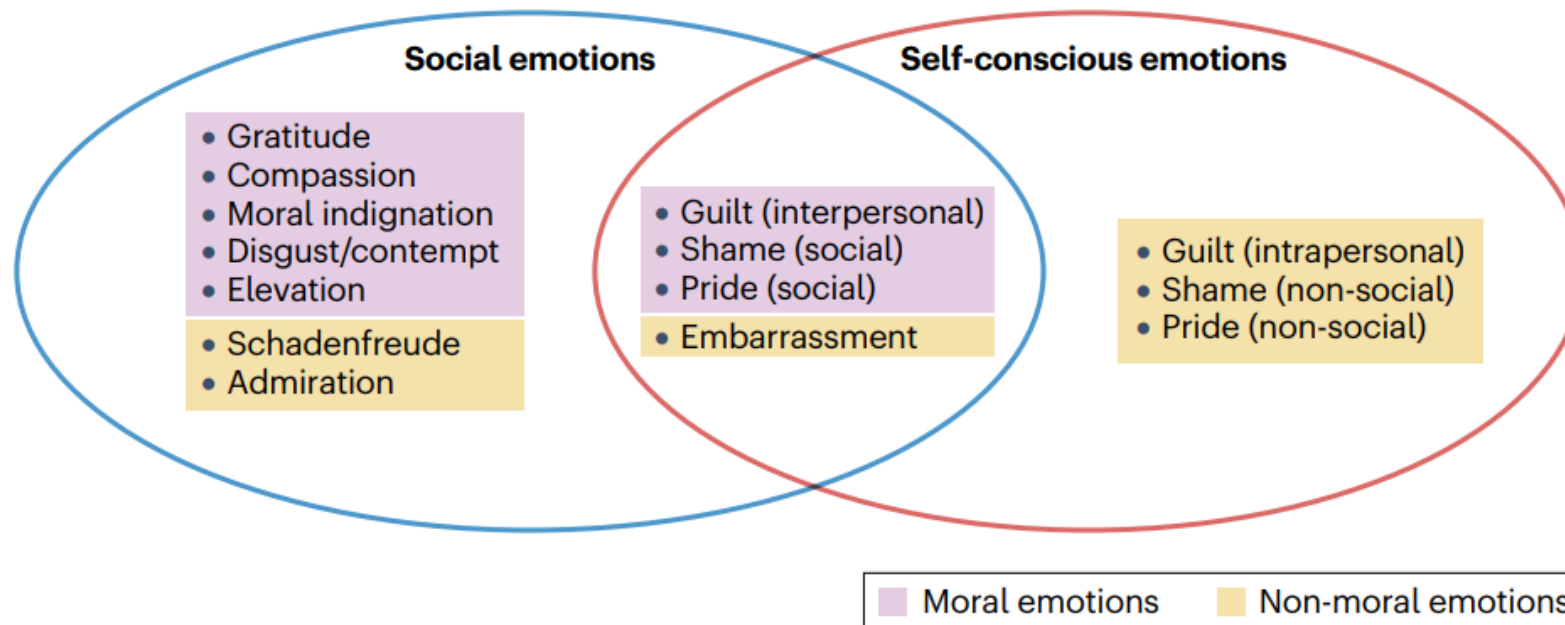 Social emotions
Self-conscious emotions
• Gratitude
• Compassion
• Moral indignation
• Disgust/contempt
• Elevation
• Schadenfreude
• Admiration
• Guilt (interpersonal)
• Shame (social)
• Pride (social)
• Embarrassment
• Guilt (intrapersonal)
• Shame (non-social)
• Pride (non-social)
Moral emotions
Non-moral emotions